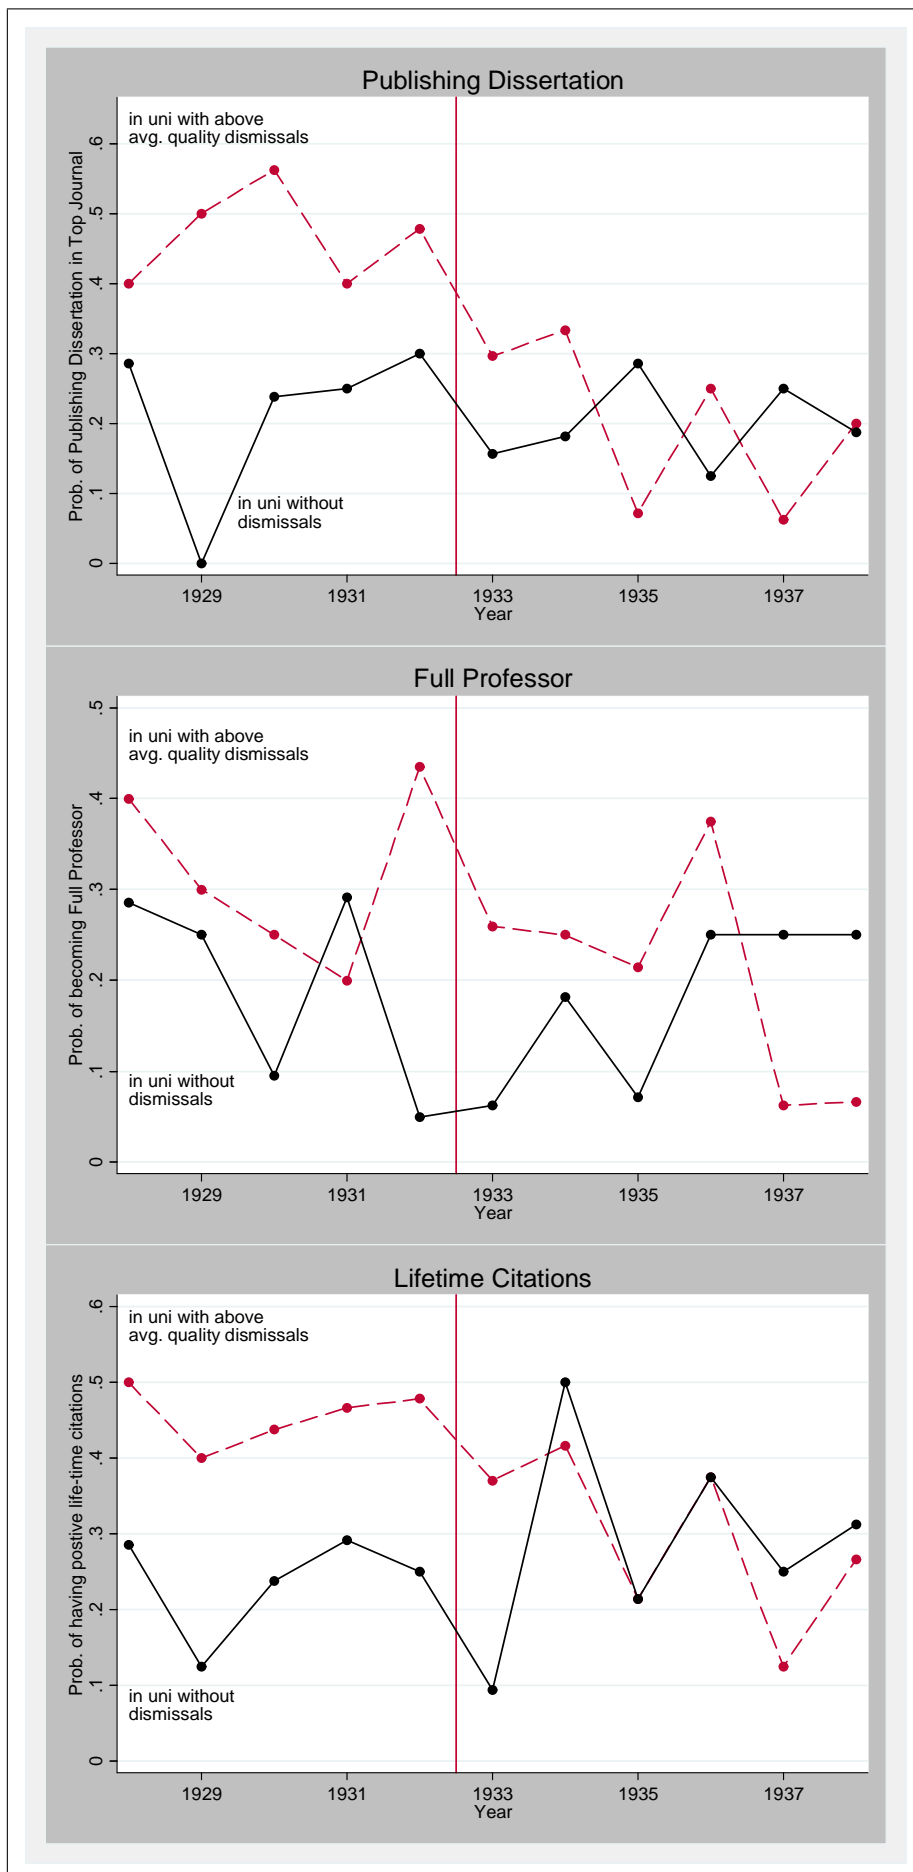 Publishing Dissertation
in uni with above
avg. quality dismissals
in uni without
dismissals
Prob. of Publishing Dissertation in Top Journal
.6
.5
.4
.3
.2
.1
0
1929 1931 1933 1935 1937
Year
Full Professor
in uni with above
avg. quality dismissals
in uni without
dismissals
Prob. of becoming Full Professor
.5
.4
.3
.2
.1
0
1929 1931 1933 1935 1937
Year
Lifetime Citations
in uni with above
avg. quality dismissals
in uni without
dismissals
Prob. of having postive life-time citations
.6
.5
.4
.3
.2
.1
0
1929 1931 1933 1935 1937
Year